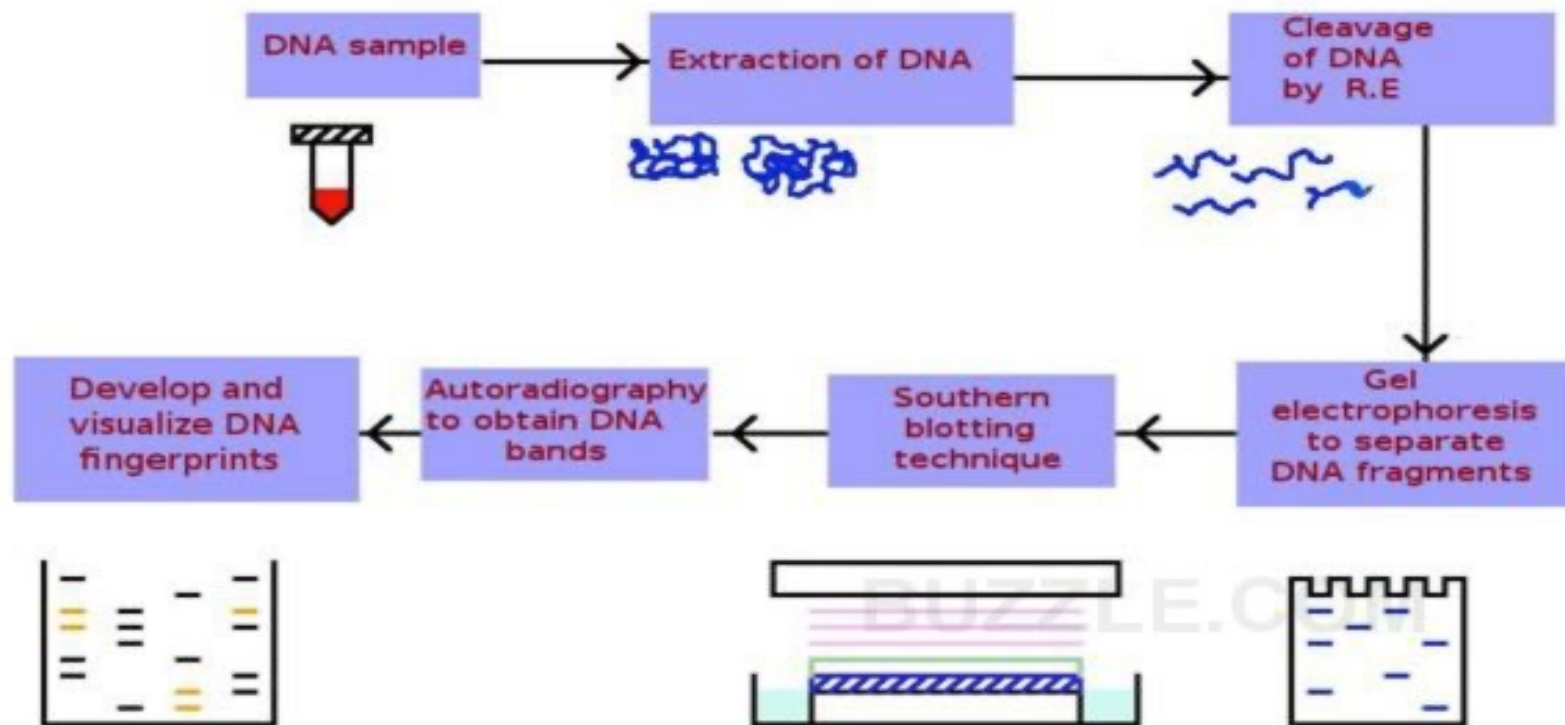 DNA sample
Extraction of DNA
Cleavage
of DNA
by R.E
Gel
electrophoresis
to separate
DNA fragments
Southern
blotting
technique
Autoradiography
to obtain DNA
bands
Develop and
visualize DNA
fingerprints
BUZZLE.COM